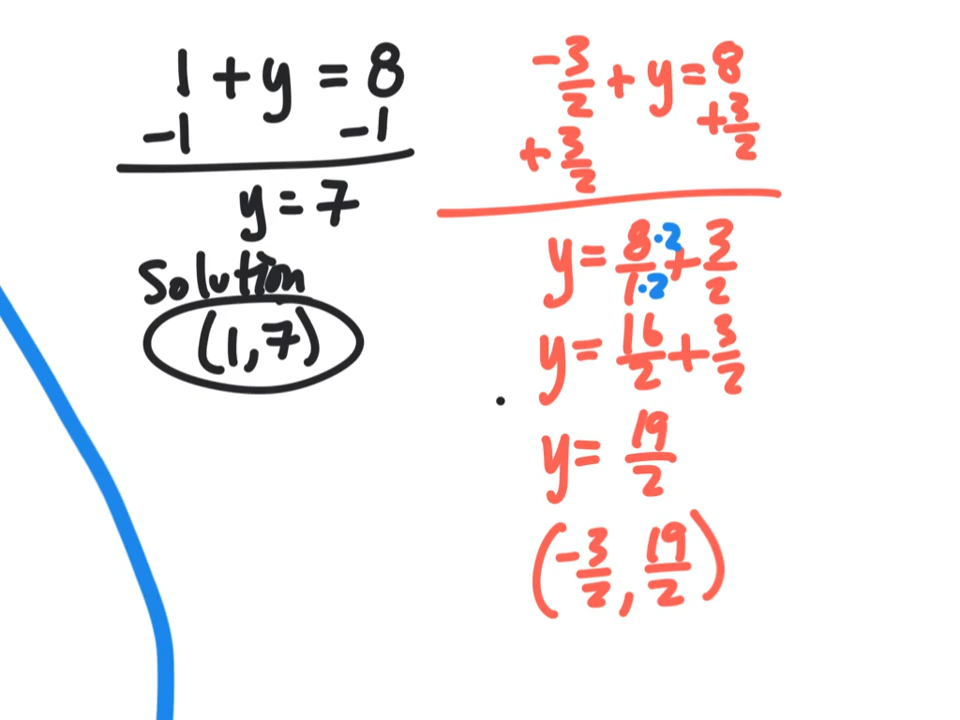 1 + y = 8
-1 -1
y = 7
Solution
(1,7)
-3/2 + y = 8
+3/2 +3/2
y = 8·2/1·2 + 3/2
y = 16/2 + 3/2
y = 19/2
(-3/2, 19/2)